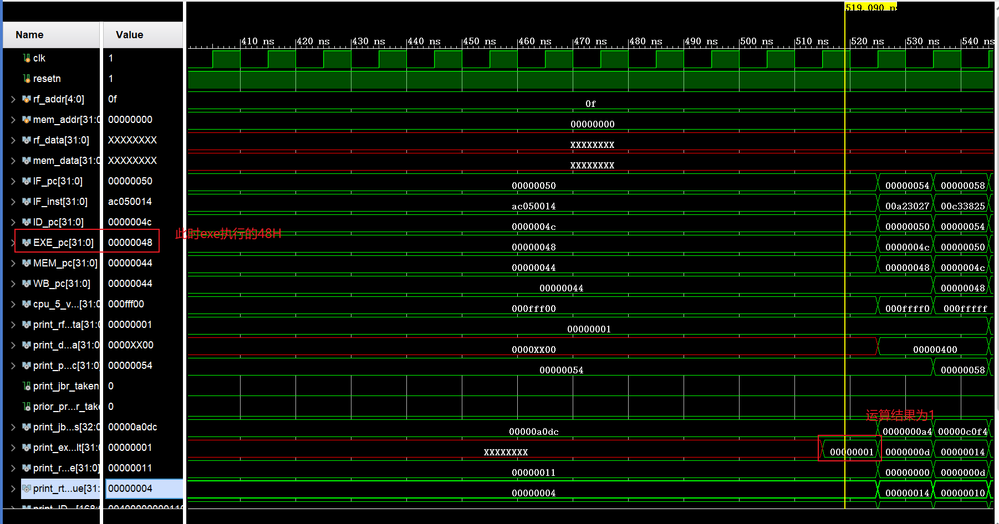 519.090 ns
Name Value
410 ns 420 ns 430 ns 440 ns 450 ns 460 ns 470 ns 480 ns 490 ns 500 ns 510 ns 520 ns 530 ns 540 ns
clk 1
resetn 1
rf_addr[4:0] 0f 0f
mem_addr[31:0 00000000 00000000
rf_data[31:0] XXXXXXXX XXXXXXXX
mem_data[31:0 XXXXXXXX XXXXXXXX
IF_pc[31:0] 00000050 00000050 00000054 00000058
IF_inst[31:0] ac050014 ac050014 00a23027 00c33825
ID_pc[31:0] 0000004c 0000004c 00000050 00000054
此时exe执行的48H
EXE_pc[31:0] 00000048 00000048 0000004c 00000050
MEM_pc[31:0] 00000044 00000044 00000048 0000004c
WB_pc[31:0] 00000044 00000044 00000048
cpu_5_v...[31:0 000fff00 000fff00 000ffff0 000fffff
print_rf...ta[31:0 00000001 00000001
print_d...a[31:0 0000XX00 0000XX00 00000400
print_p...c[31:0] 00000054 00000054 00000058
print_jbr_taken 0
prior_pr...r_take 0
运算结果为1
print_jb...s[32:0 00000a0dc 00000a0dc 0000000a4 00000c0f4
print_ex...lt[31:0 00000001 XXXXXXXX 00000001 0000000d 00000014
print_r...e[31:0] 00000011 00000011 00000000 0000000d
print_rt...ue[31: 00000004 00000004 00000014 00000010